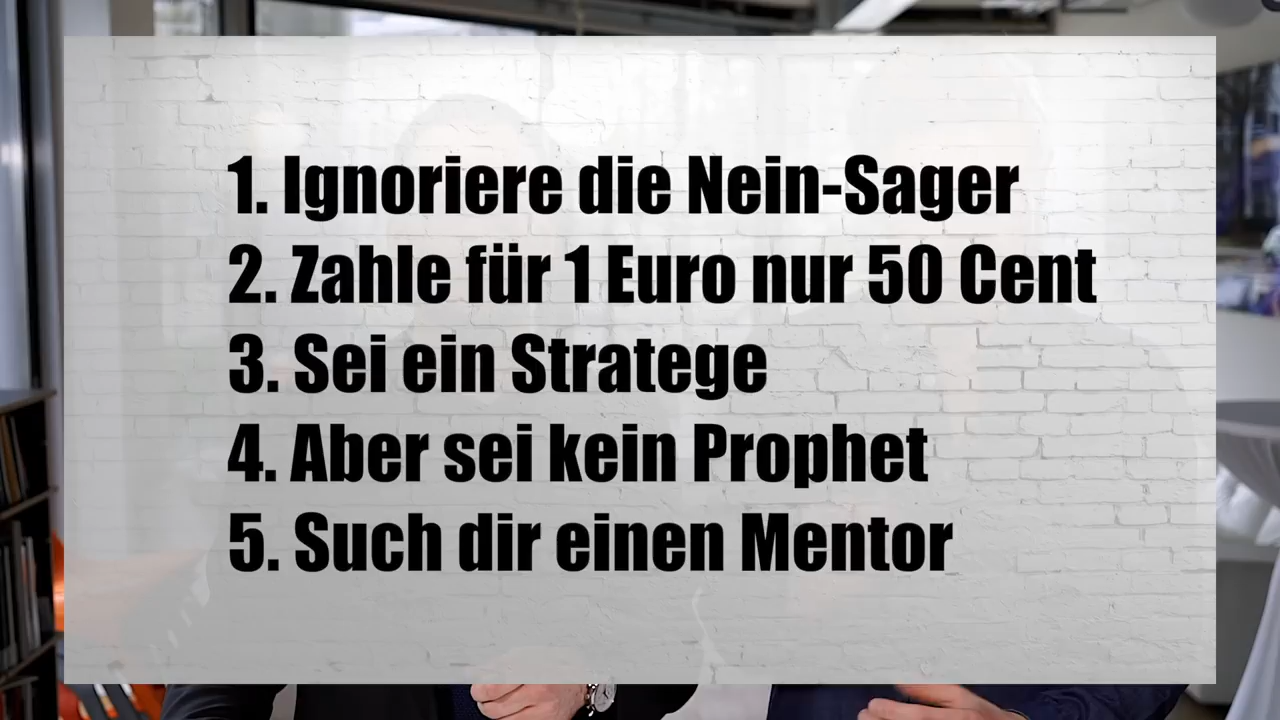 1. Ignoriere die Nein-Sager
2. Zahle für 1 Euro nur 50 Cent
3. Sei ein Stratege
4. Aber sei kein Prophet
5. Such dir einen Mentor